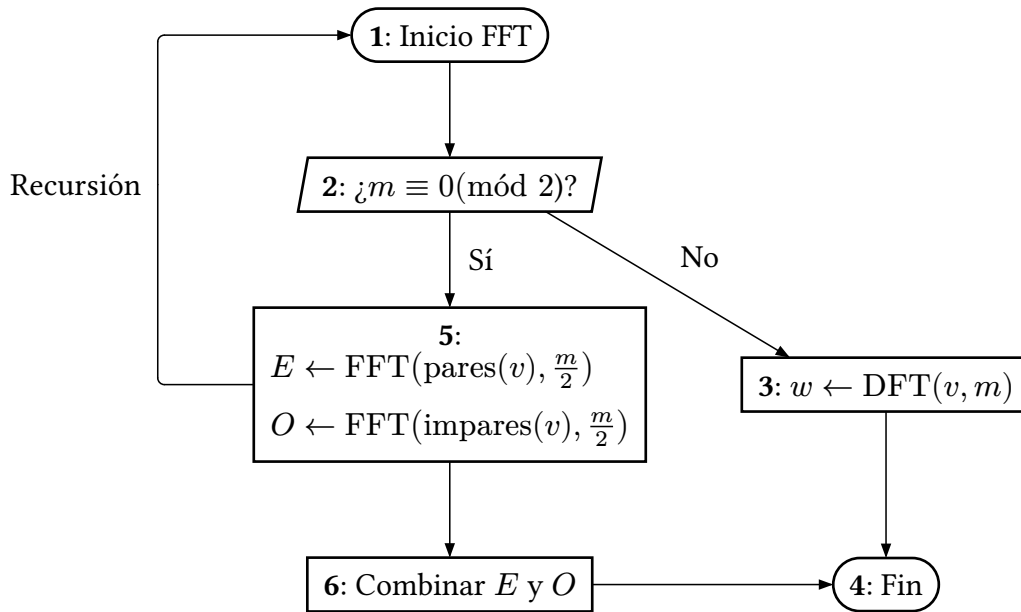 1: Inicio FFT
Recursión
2: ¿m ≡ 0(mód 2)?
Sí
No
5:
E ← FFT(pares(v), m/2)
O ← FFT(impares(v), m/2)
3: w ← DFT(v, m)
6: Combinar E y O
4: Fin